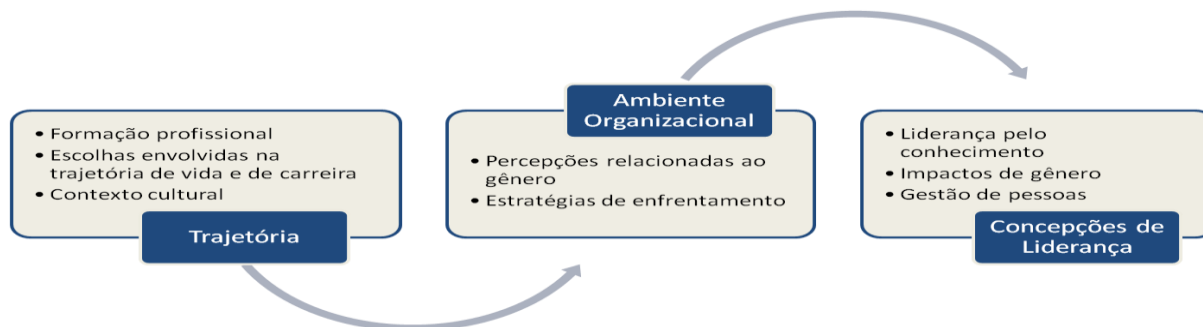 • Formação profissional
• Escolhas envolvidas na
trajetória de vida e de carreira
• Contexto cultural
Trajetória
Ambiente
Organizacional
• Percepções relacionadas ao
gênero
• Estratégias de enfrentamento
• Liderança pelo
conhecimento
• Impactos de gênero
• Gestão de pessoas
Concepções de
Liderança